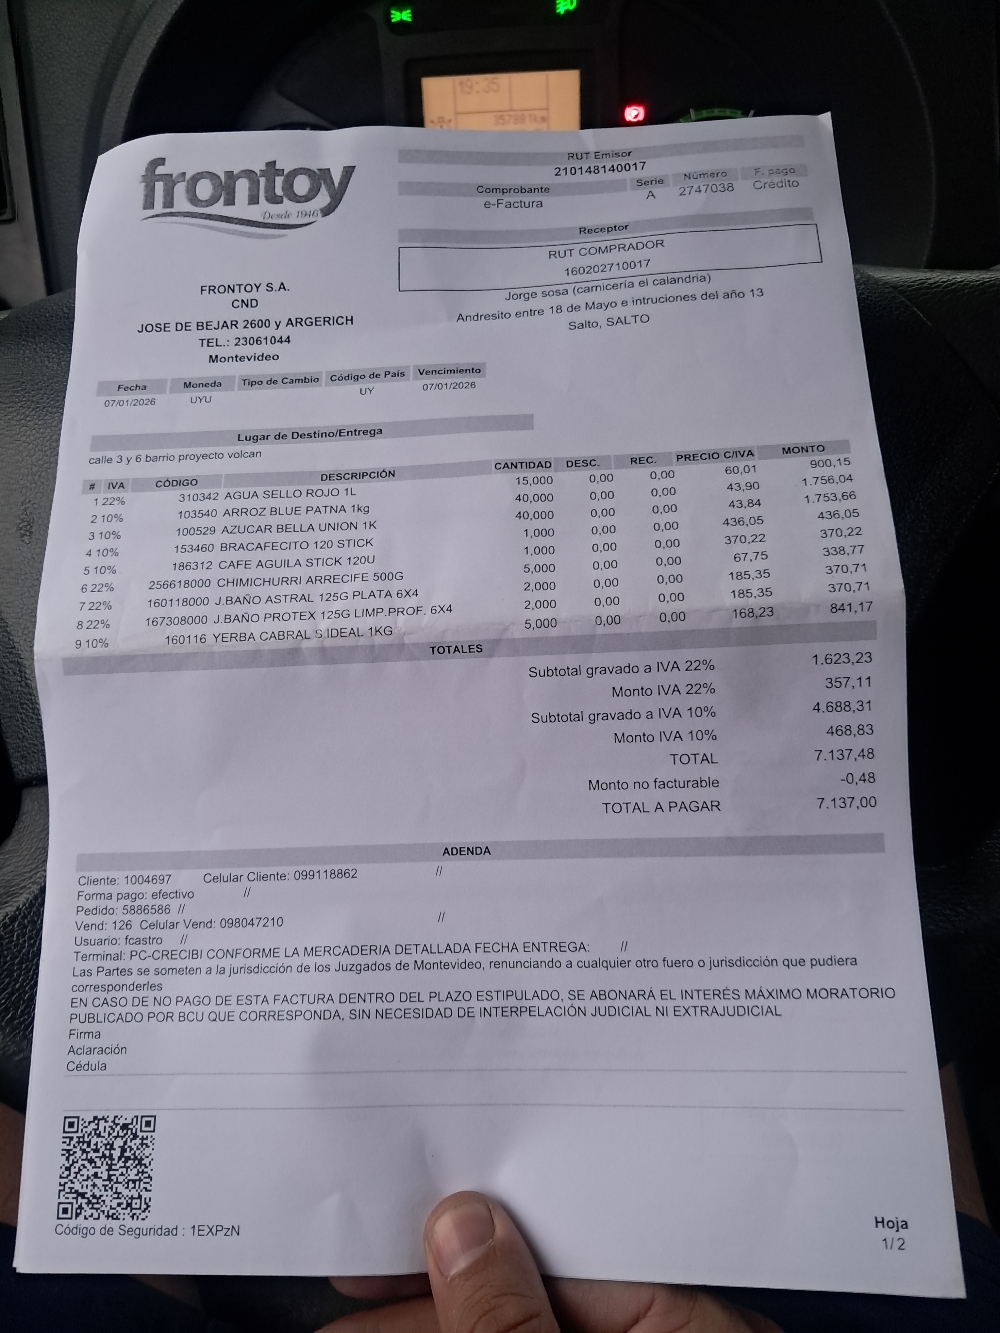 19:35
357881km
frontoy
Desde 1946
RUT Emisor
210148140017
Comprobante Serie Número F. pago
e-Factura A 2747038 Crédito
Receptor
RUT COMPRADOR
160202710017
Jorge sosa (carnicería el calandria)
Andresito entre 18 de Mayo e intruciones del año 13
Salto, SALTO
FRONTOY S.A.
CND
JOSE DE BEJAR 2600 y ARGERICH
TEL.: 23061044
Montevideo
Fecha Moneda Tipo de Cambio Código de País Vencimiento
07/01/2026 UYU UY 07/01/2026
Lugar de Destino/Entrega
calle 3 y 6 barrio proyecto volcan
# IVA CÓDIGO DESCRIPCIÓN CANTIDAD DESC. REC. PRECIO C/IVA MONTO
1 22% 310342 AGUA SELLO ROJO 1L 15,000 0,00 0,00 60,01 900,15
2 10% 103540 ARROZ BLUE PATNA 1kg 40,000 0,00 0,00 43,90 1.756,04
3 10% 100529 AZUCAR BELLA UNION 1K 40,000 0,00 0,00 43,84 1.753,66
4 10% 153460 BRACAFECITO 120 STICK 1,000 0,00 0,00 436,05 436,05
5 10% 186312 CAFE AGUILA STICK 120U 1,000 0,00 0,00 370,22 370,22
6 22% 256618000 CHIMICHURRI ARRECIFE 500G 5,000 0,00 0,00 67,75 338,77
7 22% 160118000 J.BAÑO ASTRAL 125G PLATA 6X4 2,000 0,00 0,00 185,35 370,71
8 22% 167308000 J.BAÑO PROTEX 125G LIMP.PROF. 6X4 2,000 0,00 0,00 185,35 370,71
9 10% 160116 YERBA CABRAL S.IDEAL 1KG 5,000 0,00 0,00 168,23 841,17
TOTALES
Subtotal gravado a IVA 22% 1.623,23
Monto IVA 22% 357,11
Subtotal gravado a IVA 10% 4.688,31
Monto IVA 10% 468,83
TOTAL 7.137,48
Monto no facturable -0,48
TOTAL A PAGAR 7.137,00
ADENDA
Cliente: 1004697 Celular Cliente: 099118862 //
Forma pago: efectivo //
Pedido: 5886586 //
Vend: 126 Celular Vend: 098047210 //
Usuario: fcastro //
Terminal: PC-CRECIBI CONFORME LA MERCADERIA DETALLADA FECHA ENTREGA: //
Las Partes se someten a la jurisdicción de los Juzgados de Montevideo, renunciando a cualquier otro fuero o jurisdicción que pudiera
corresponderles
EN CASO DE NO PAGO DE ESTA FACTURA DENTRO DEL PLAZO ESTIPULADO, SE ABONARÁ EL INTERÉS MÁXIMO MORATORIO
PUBLICADO POR BCU QUE CORRESPONDA, SIN NECESIDAD DE INTERPELACIÓN JUDICIAL NI EXTRAJUDICIAL
Firma
Aclaración
Cédula
Código de Seguridad : 1EXPzN
Hoja
1/2